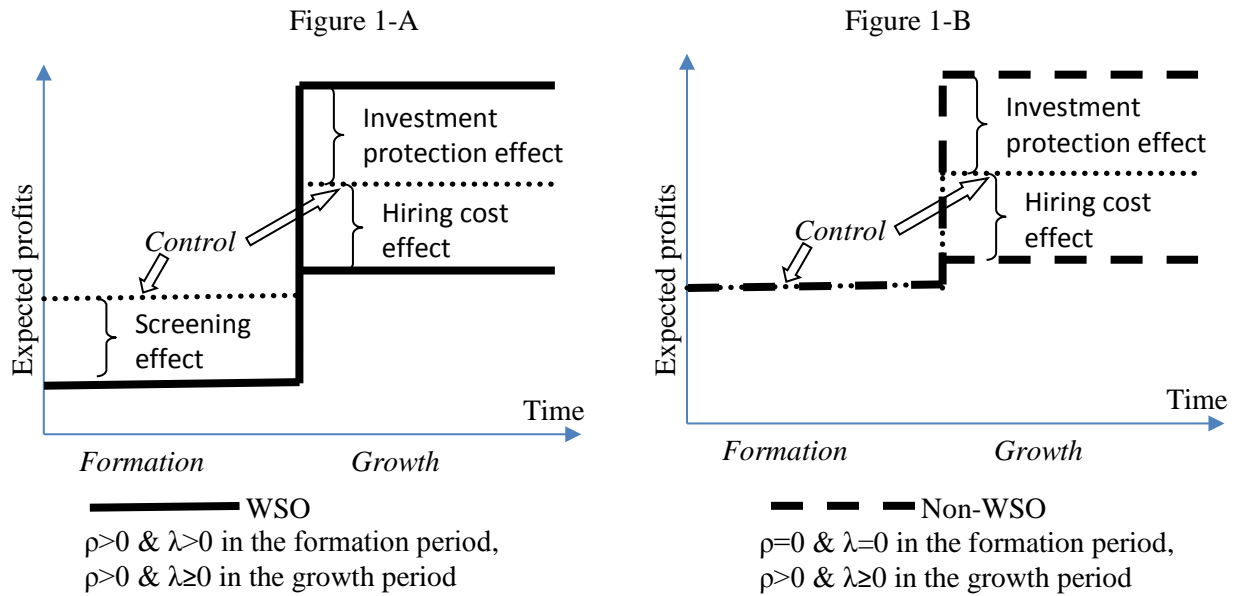 Figure 1-A
Expected profits
Investment
protection effect
Hiring cost
effect
Control
Screening
effect
Time
Formation
Growth
WSO
ρ>0 & λ>0 in the formation period,
ρ>0 & λ≥0 in the growth period
Figure 1-B
Expected profits
Investment
protection effect
Hiring cost
effect
Control
Time
Formation
Growth
Non-WSO
ρ=0 & λ=0 in the formation period,
ρ>0 & λ≥0 in the growth period